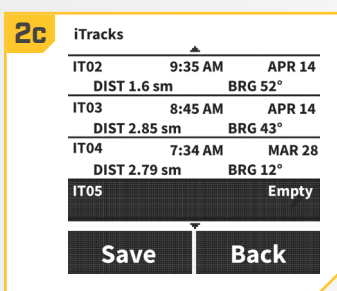 2c
iTracks
IT02 9:35 AM APR 14
DIST 1.6 sm BRG 52°
IT03 8:45 AM APR 14
DIST 2.85 sm BRG 43°
IT04 7:34 AM MAR 28
DIST 2.79 sm BRG 12°
IT05 Empty
Save Back